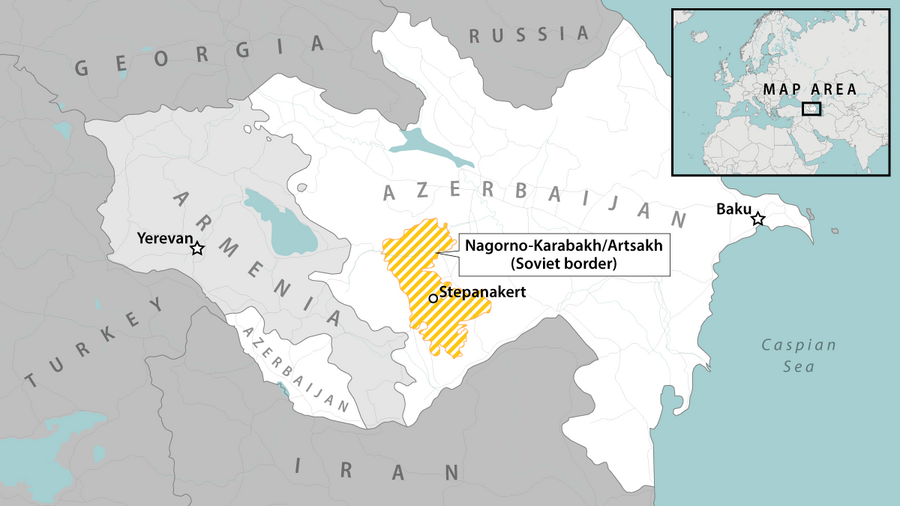 GEORGIA
RUSSIA
MAP AREA
AZERBAIJAN
Baku
ARMENIA
Yerevan
Nagorno-Karabakh/Artsakh
(Soviet border)
Stepanakert
TURKEY
AZERBAIJAN
Caspian
Sea
IRAN